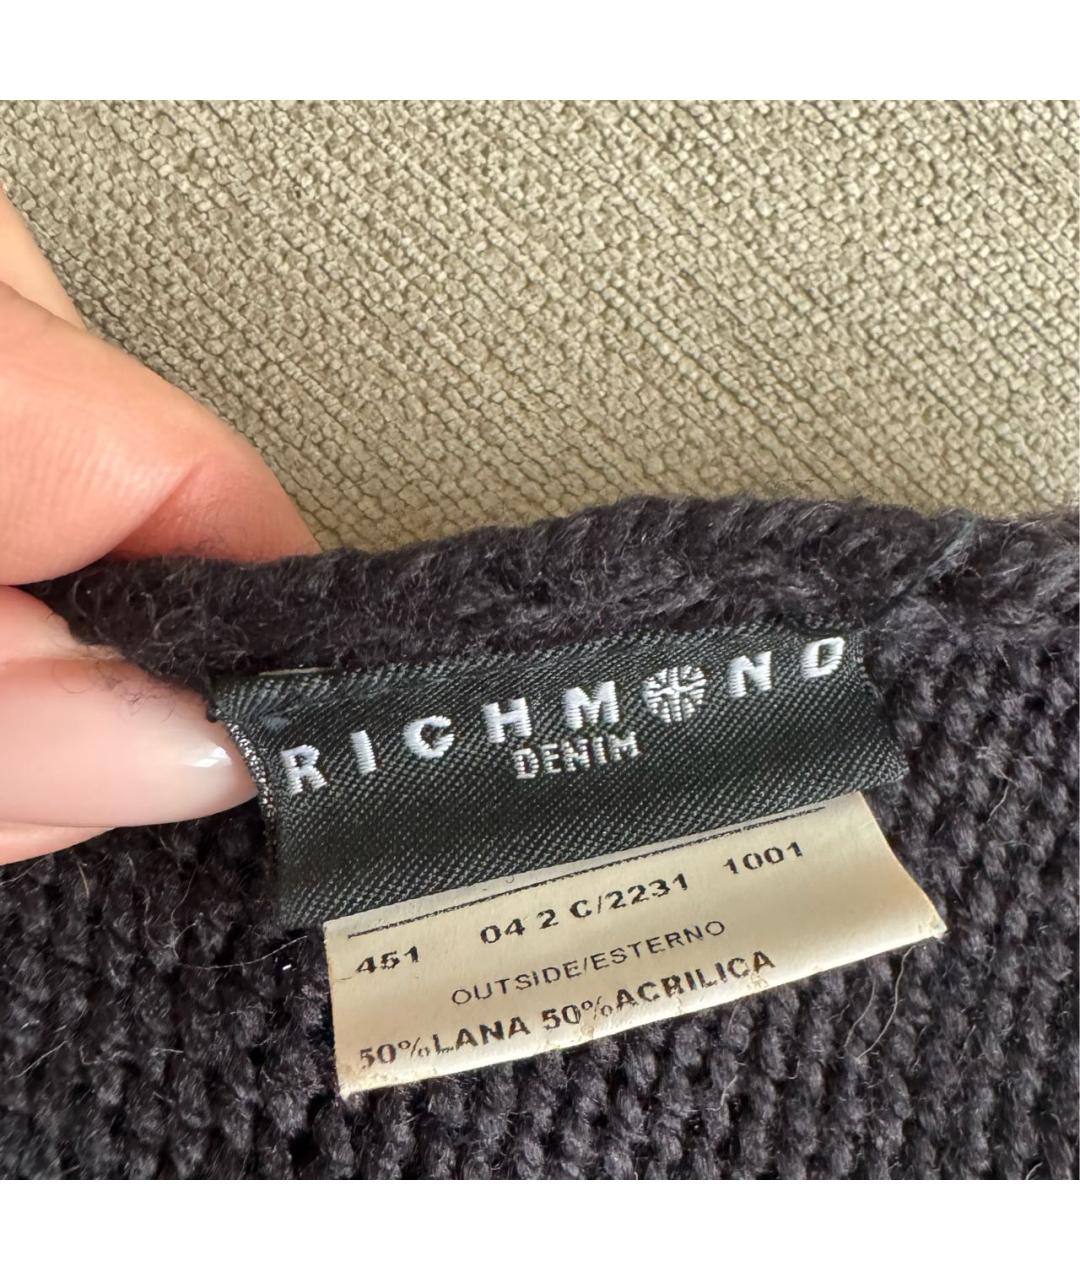 RICHMOND
DENIM
451 04 2 C/2231 1001
OUTSIDE/ESTERNO
50%LANA 50%ACRILICA